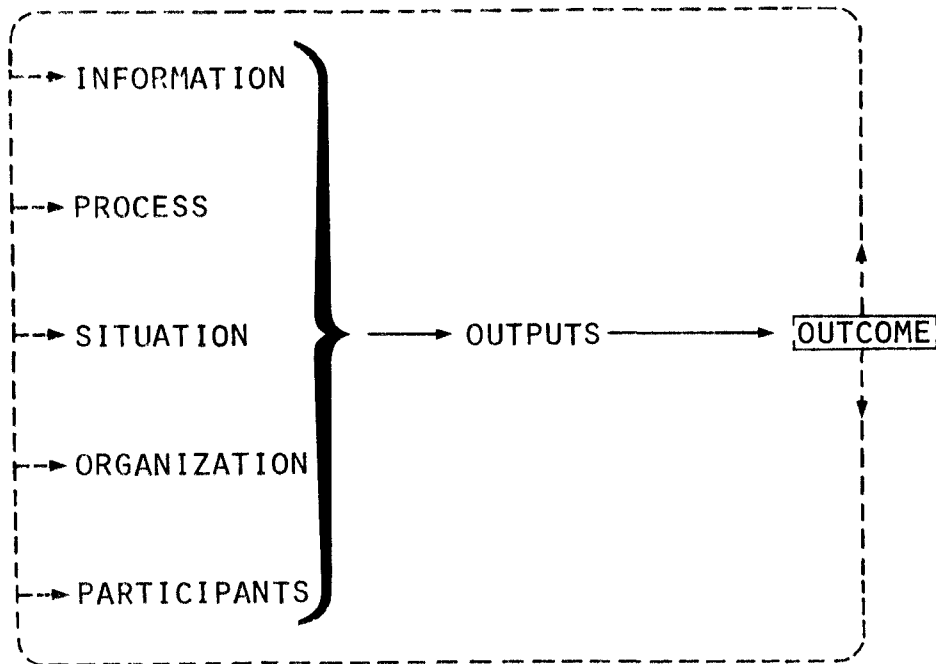 INFORMATION
PROCESS
SITUATION
OUTPUTS
OUTCOME
ORGANIZATION
PARTICIPANTS